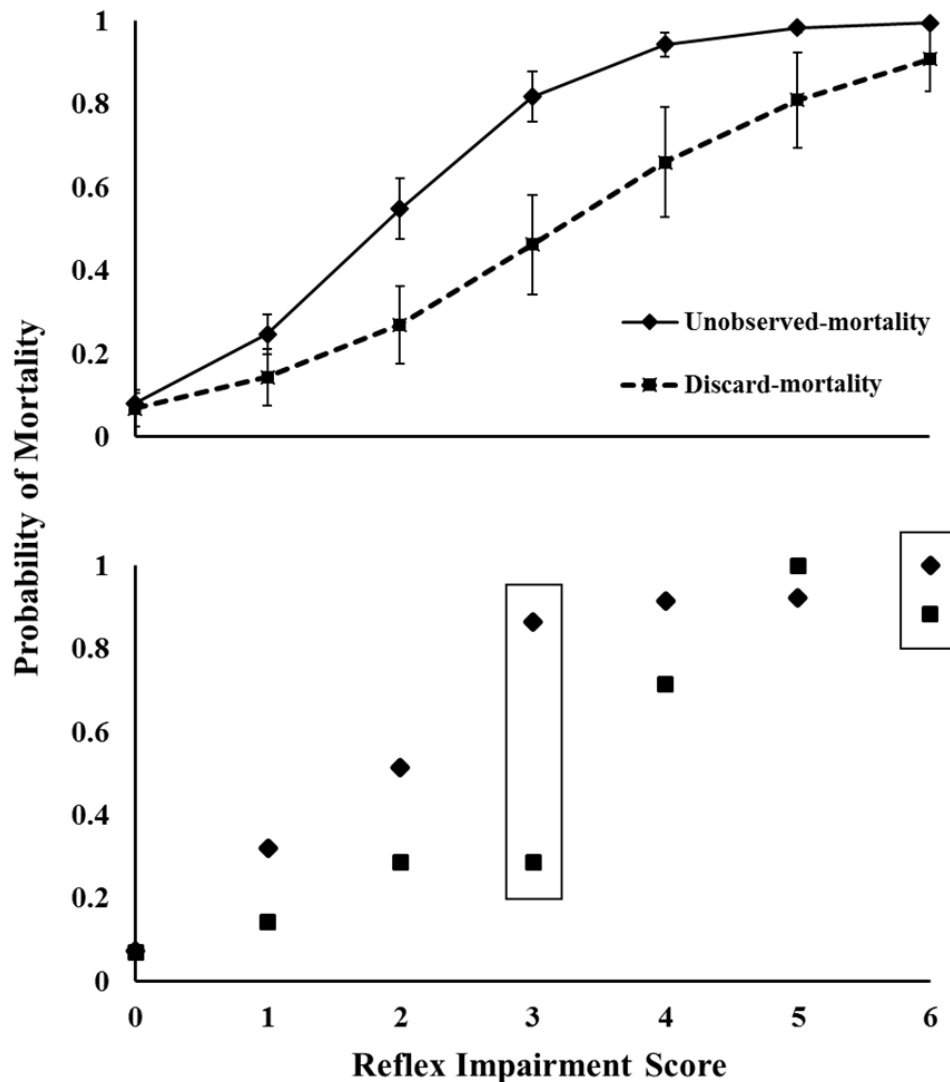 1
0.8
0.6
0.4
0.2
0
Unobserved-mortality
Discard-mortality
Probability of Mortality
1
0.8
0.6
0.4
0.2
0
0 1 2 3 4 5 6
Reflex Impairment Score